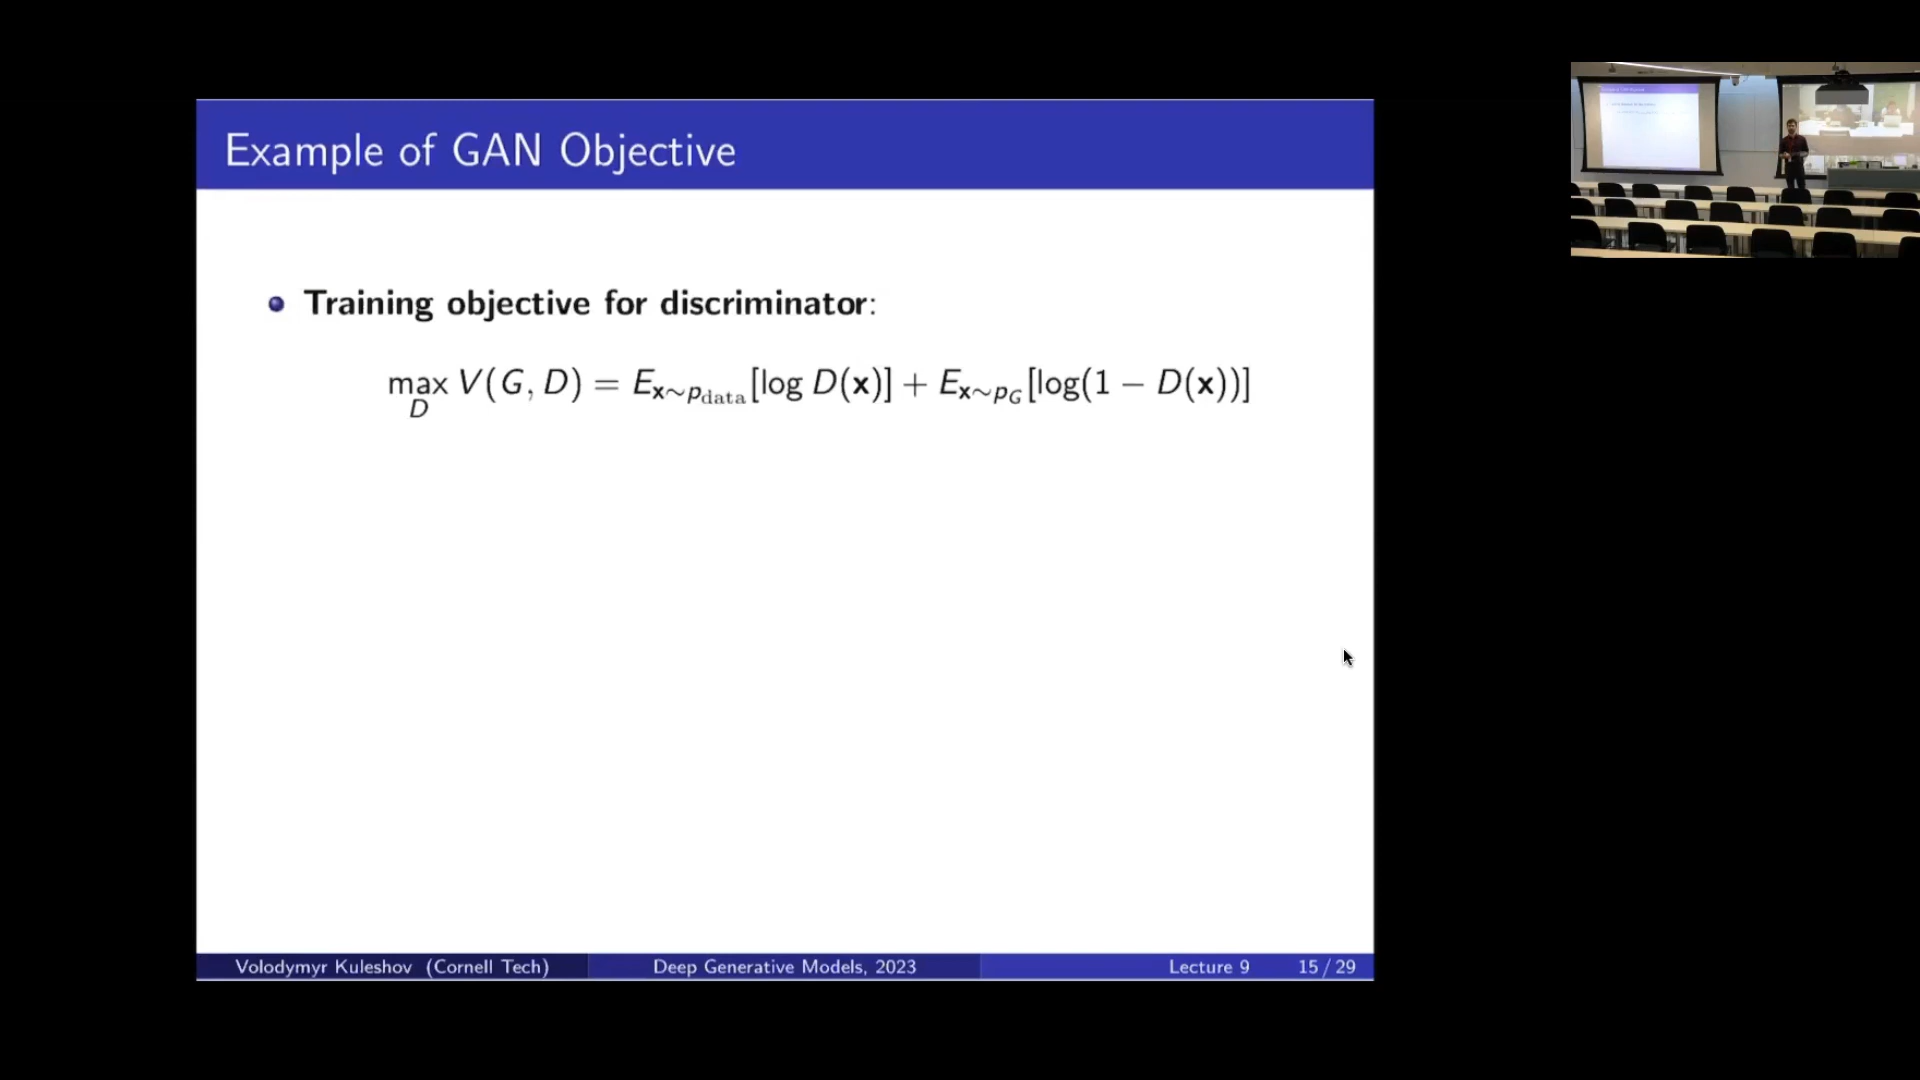 Example of GAN Objective
Training objective for discriminator:
max_D V(G, D) = E_{x∼p_data}[log D(x)] + E_{x∼p_G}[log(1 − D(x))]
Volodymyr Kuleshov (Cornell Tech) Deep Generative Models, 2023 Lecture 9 15 / 29